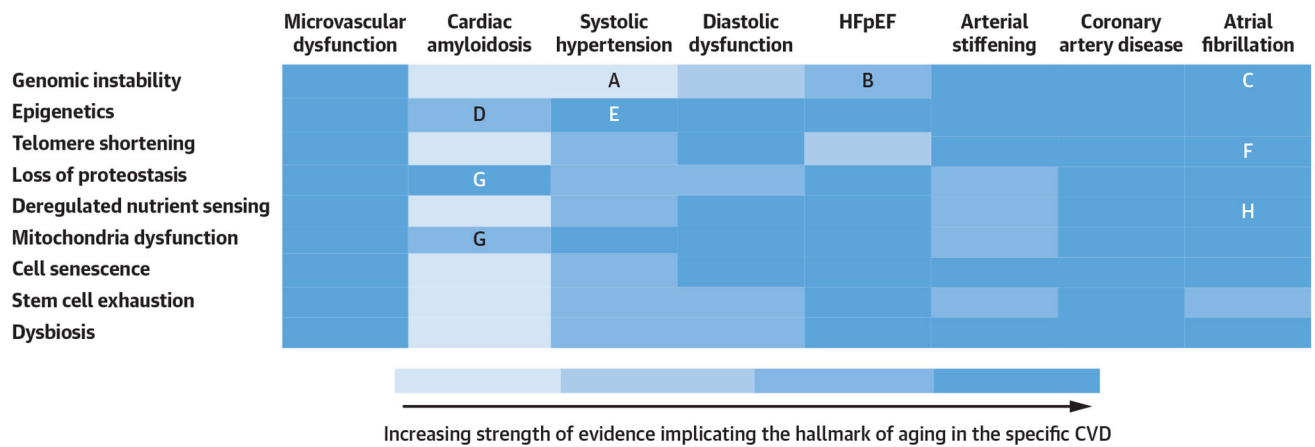 Microvascular dysfunction Cardiac amyloidosis Systolic hypertension Diastolic dysfunction HFpEF Arterial stiffening Coronary artery disease Atrial fibrillation
Genomic instability A B C
Epigenetics D E
Telomere shortening F
Loss of proteostasis G
Deregulated nutrient sensing H
Mitochondria dysfunction G
Cell senescence
Stem cell exhaustion
Dysbiosis
Increasing strength of evidence implicating the hallmark of aging in the specific CVD